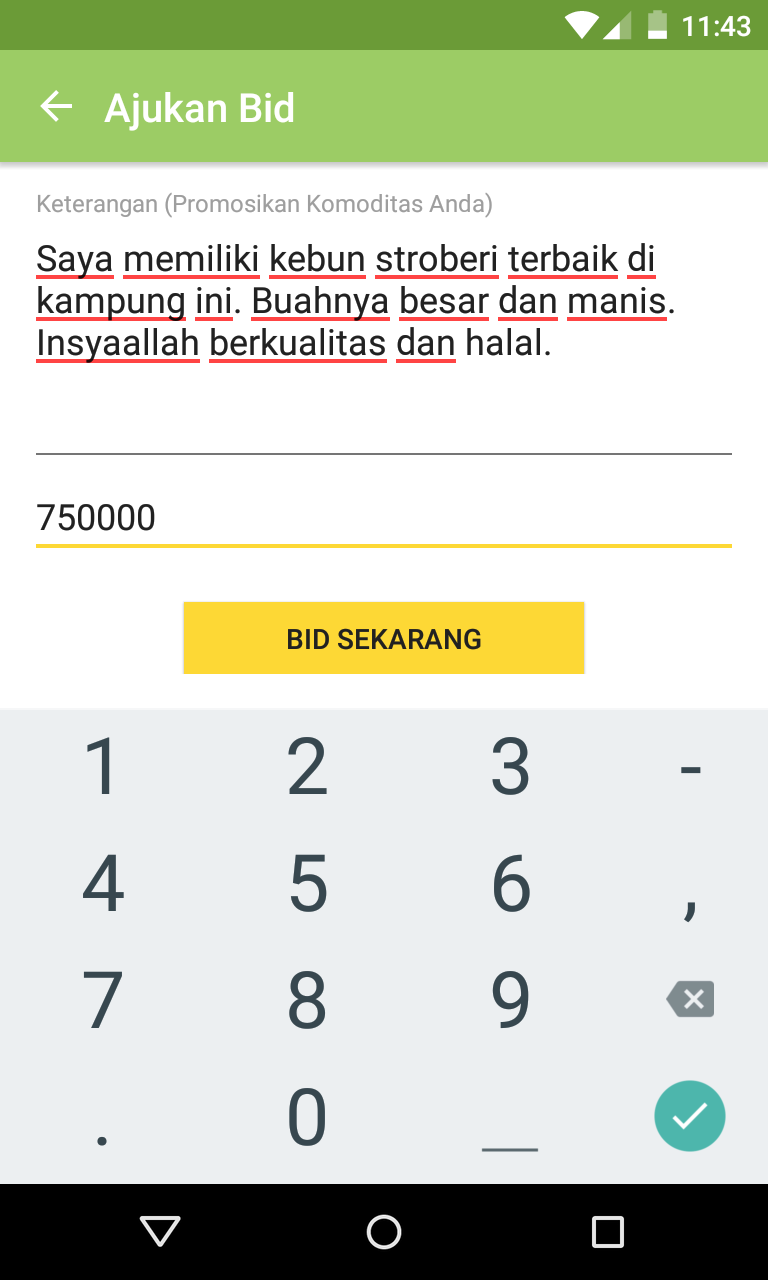 11:43
Ajukan Bid
Keterangan (Promosikan Komoditas Anda)
Saya memiliki kebun stroberi terbaik di
kampung ini. Buahnya besar dan manis.
Insyaallah berkualitas dan halal.
750000
BID SEKARANG
1 2 3 -
4 5 6 ,
7 8 9
. 0 _